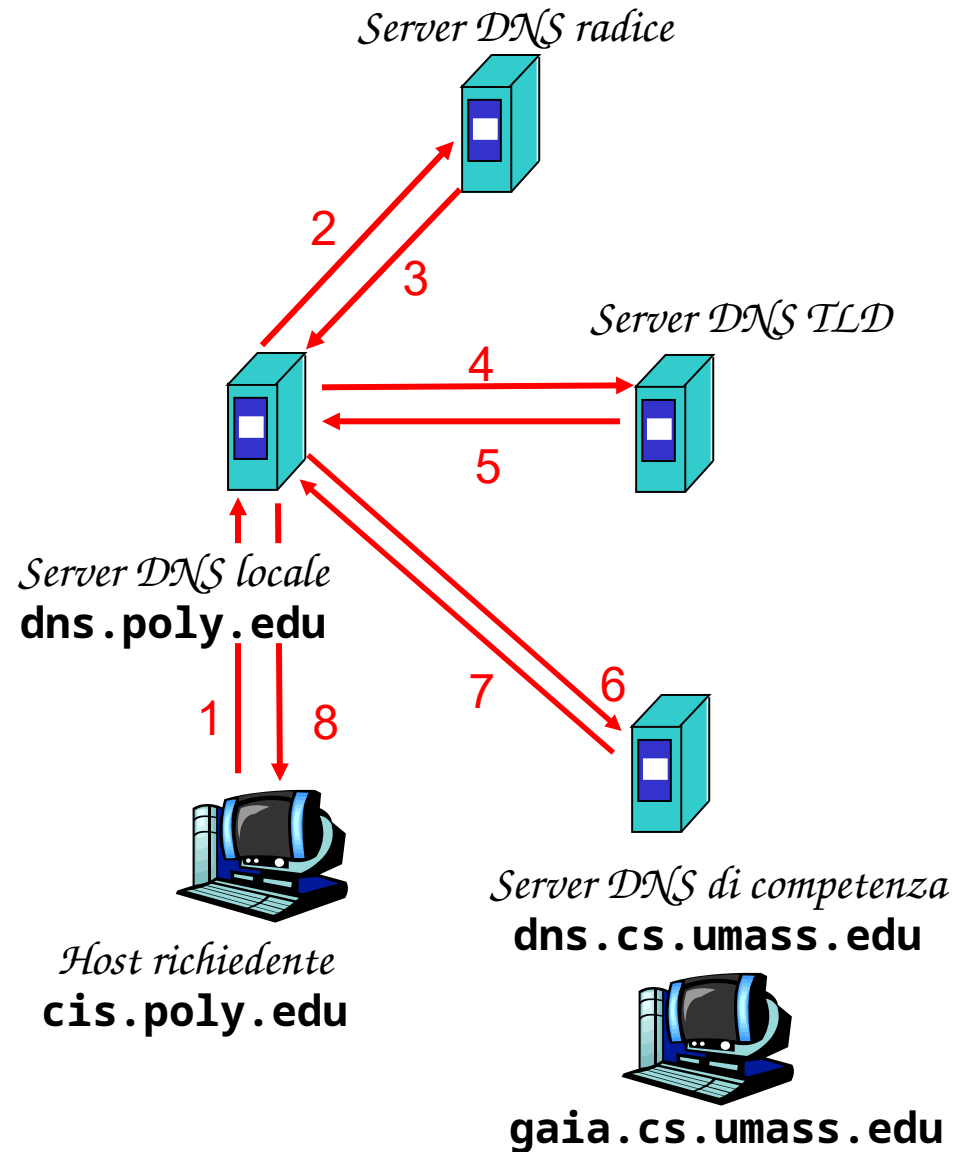 Server DNS radice
2
3
Server DNS TLD
4
5
Server DNS locale
dns.poly.edu
7
6
1
8
Server DNS di competenza
dns.cs.umass.edu
Host richiedente
cis.poly.edu
gaia.cs.umass.edu